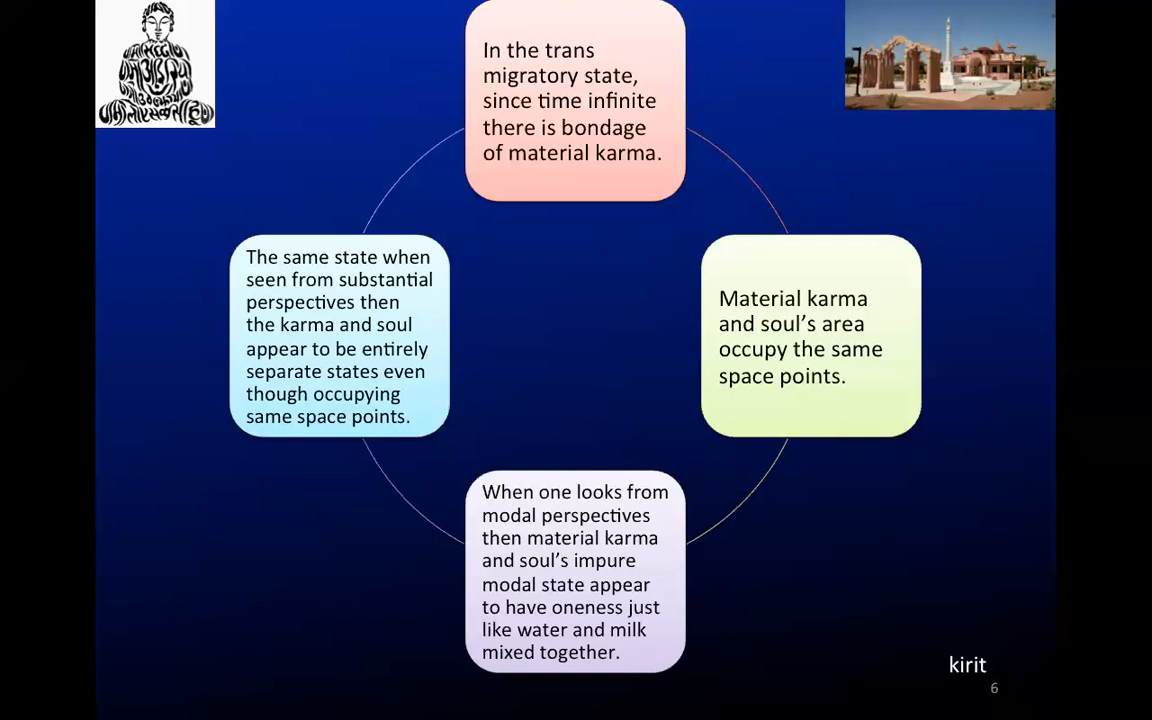 In the trans
migratory state,
since time infinite
there is bondage
of material karma.
Material karma
and soul’s area
occupy the same
space points.
When one looks from
modal perspectives
then material karma
and soul’s impure
modal state appear
to have oneness just
like water and milk
mixed together.
The same state when
seen from substantial
perspectives then
the karma and soul
appear to be entirely
separate states even
though occupying
same space points.
kirit
6